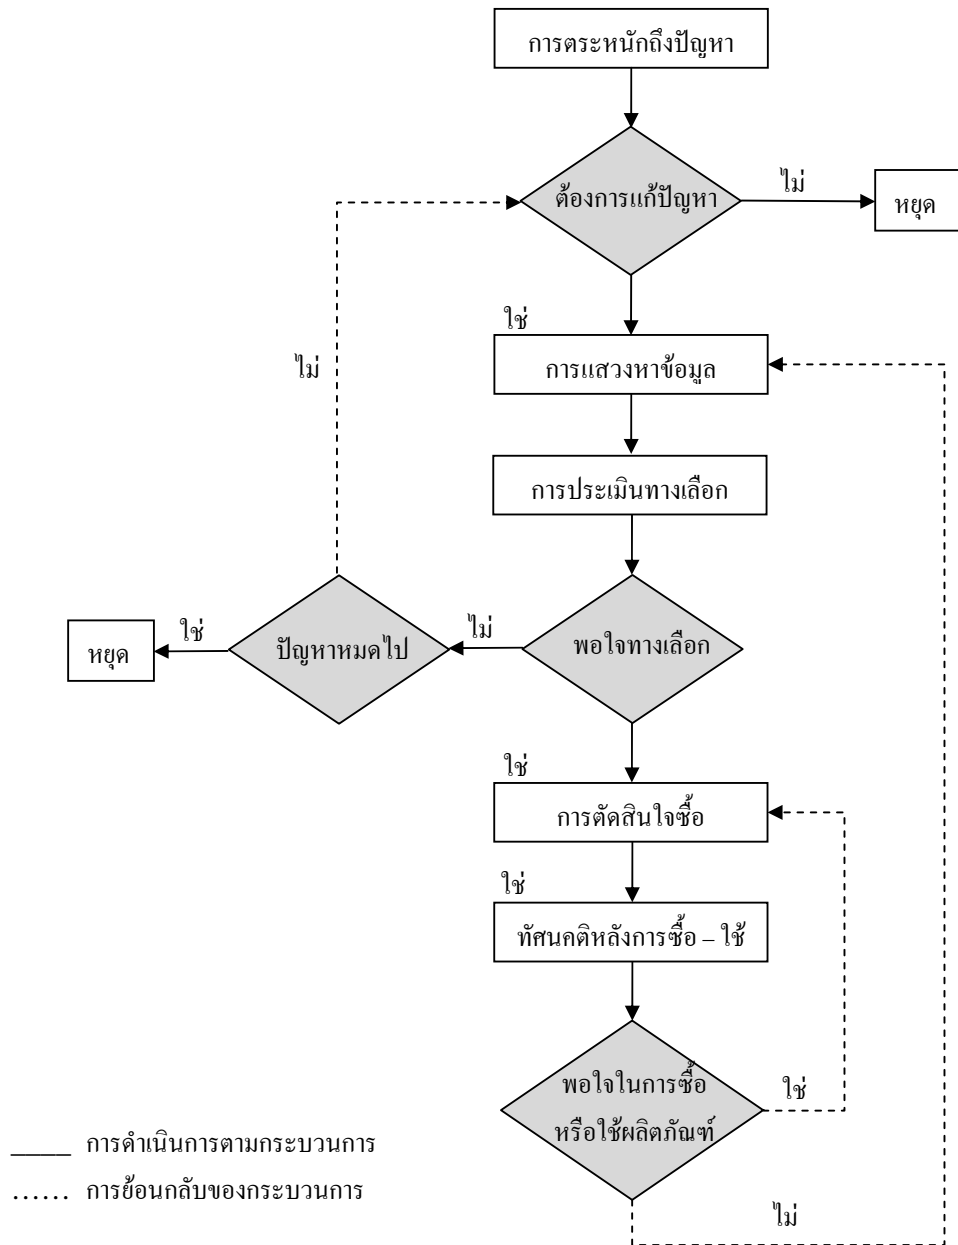 การตระหนักถึงปัญหา
ต้องการแก้ปัญหา
ไม่
หยุด
ใช่
การแสวงหาข้อมูล
ไม่
การประเมินทางเลือก
พอใจทางเลือก
ไม่
ปัญหาหมดไป
ใช่
หยุด
ใช่
การตัดสินใจซื้อ
ใช่
ทัศนคติหลังการซื้อ – ใช้
พอใจในการซื้อ
หรือใช้ผลิตภัณฑ์
ใช่
ไม่
____ การดำเนินการตามกระบวนการ
...... การย้อนกลับของกระบวนการ